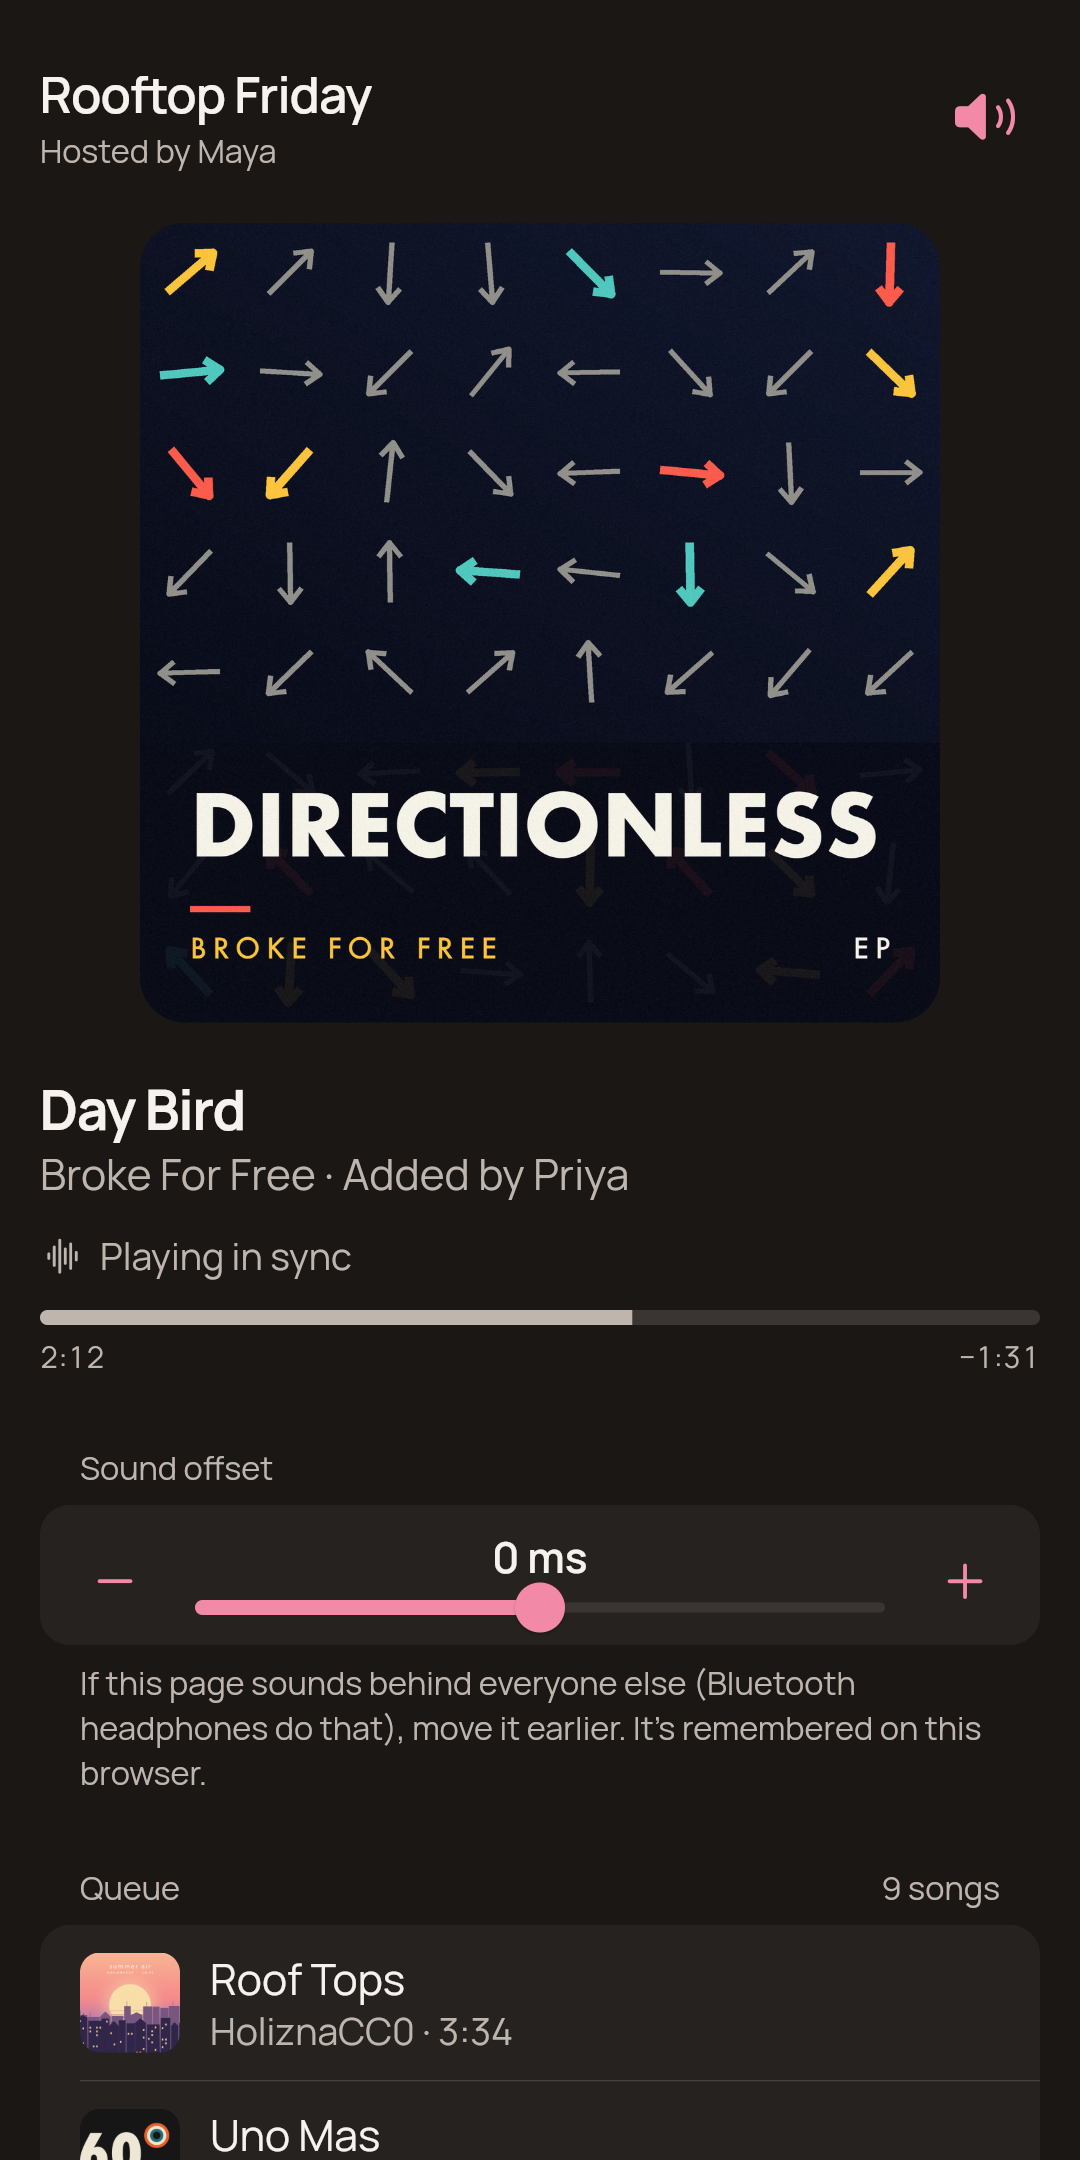 Rooftop Friday
Hosted by Maya
DIRECTIONLESS
BROKE FOR FREE
EP
Day Bird
Broke For Free · Added by Priya
Playing in sync
2:12
−1:31
Sound offset
0 ms
If this page sounds behind everyone else (Bluetooth
headphones do that), move it earlier. It’s remembered on this
browser.
Queue
9 songs
summer air
Roof Tops
HoliznaCC0 · 3:34
60
Uno Mas